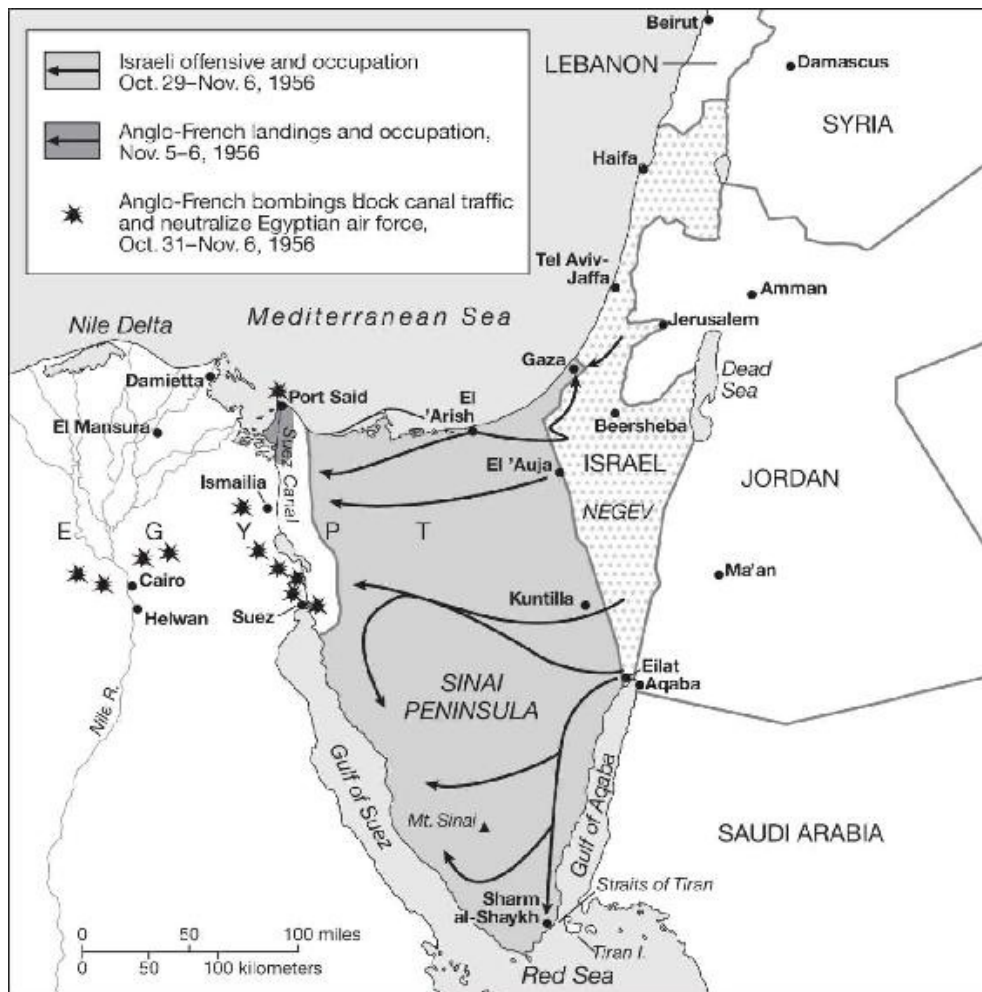 Israeli offensive and occupation
Oct. 29–Nov. 6, 1956
Anglo-French landings and occupation,
Nov. 5–6, 1956
Anglo-French bombings block canal traffic
and neutralize Egyptian air force,
Oct. 31–Nov. 6, 1956
Beirut
LEBANON
Damascus
SYRIA
Haifa
Tel Aviv-
Jaffa
Amman
Mediterranean Sea
Nile Delta
Jerusalem
Gaza
Dead
Sea
Damietta
Port Said
El
'Arish
El Mansura
Beersheba
Suez Canal
El 'Auja
ISRAEL
JORDAN
Ismailia
NEGEV
E G Y P T
Cairo
Kuntilla
Ma'an
Helwan
Suez
Eilat
Aqaba
SINAI
PENINSULA
Nile R.
Gulf of Suez
Gulf of Aqaba
Mt. Sinai
SAUDI ARABIA
Straits of Tiran
Sharm
al-Shaykh
Tiran I.
Red Sea
0 50 100 miles
0 50 100 kilometers